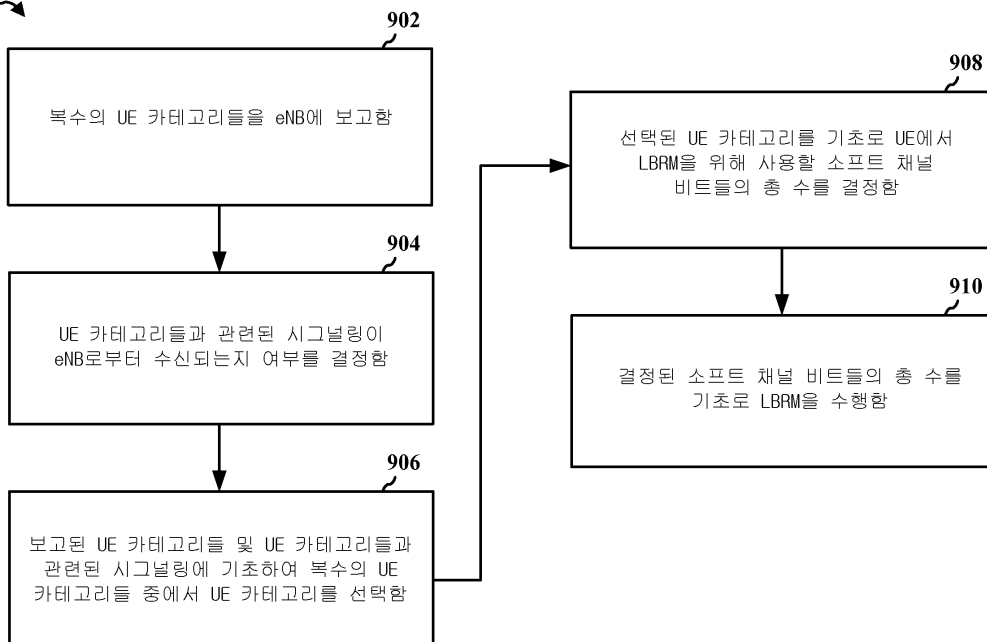 902
복수의 UE 카테고리들을 eNB에 보고함
904
UE 카테고리들과 관련된 시그널링이
eNB로부터 수신되는지 여부를 결정함
906
보고된 UE 카테고리들 및 UE 카테고리들과
관련된 시그널링에 기초하여 복수의 UE
카테고리들 중에서 UE 카테고리를 선택함
908
선택된 UE 카테고리를 기초로 UE에서
LBRM을 위해 사용할 소프트 채널
비트들의 총 수를 결정함
910
결정된 소프트 채널 비트들의 총 수를
기초로 LBRM을 수행함